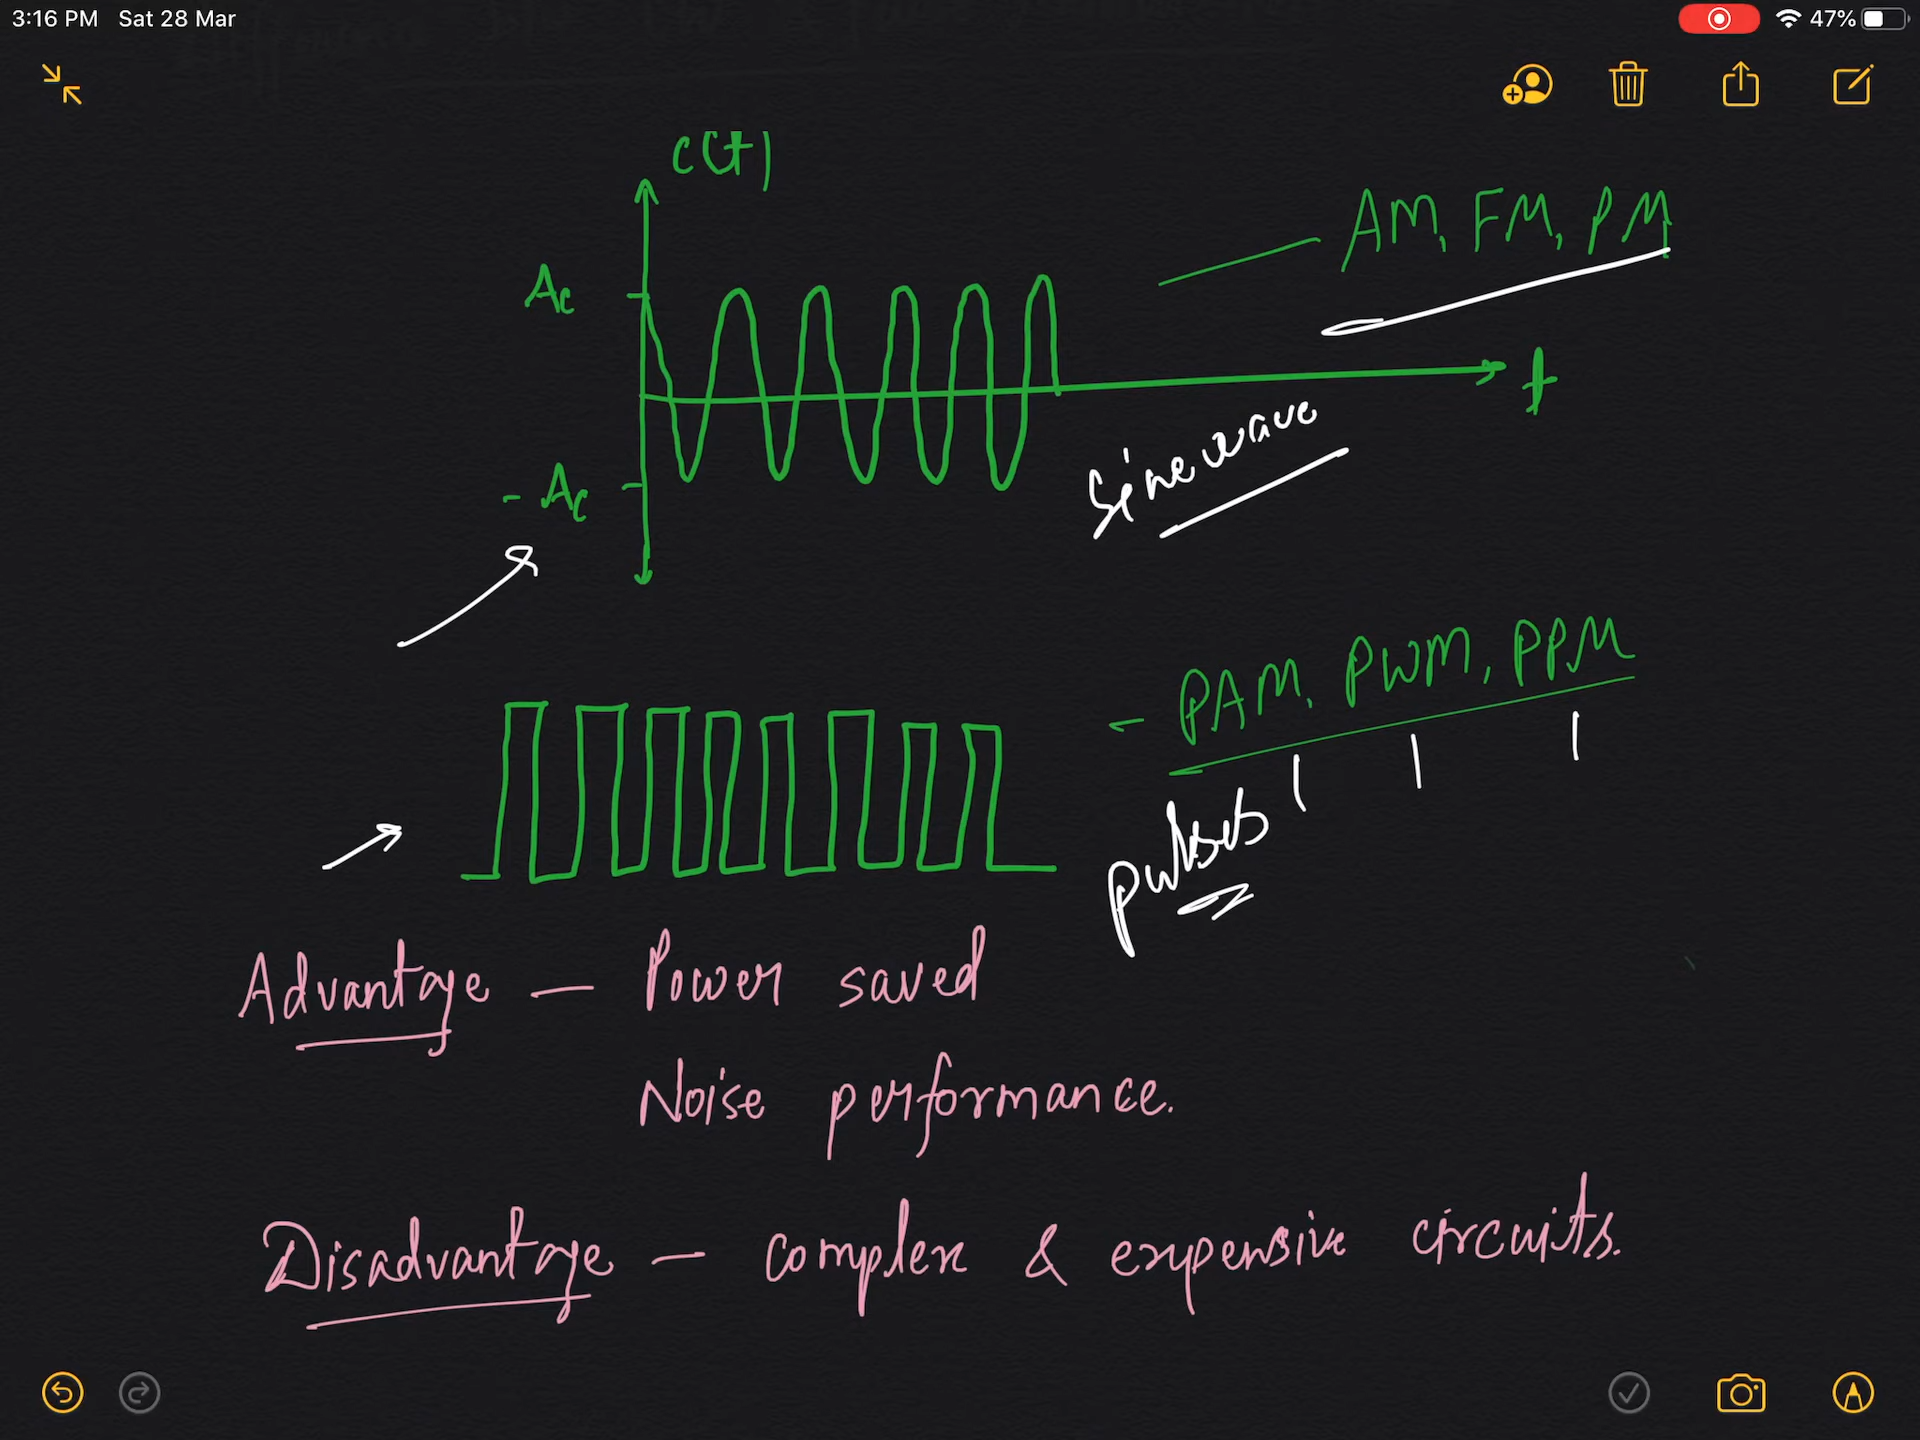 3:16 PM Sat 28 Mar
47%
c(t)
AM, FM, PM
Ac
t
sine wave
- Ac
- PAM, PWM, PPM
pulses
Advantage — Power saved
Noise performance.
Disadvantage — complex & expensive circuits.